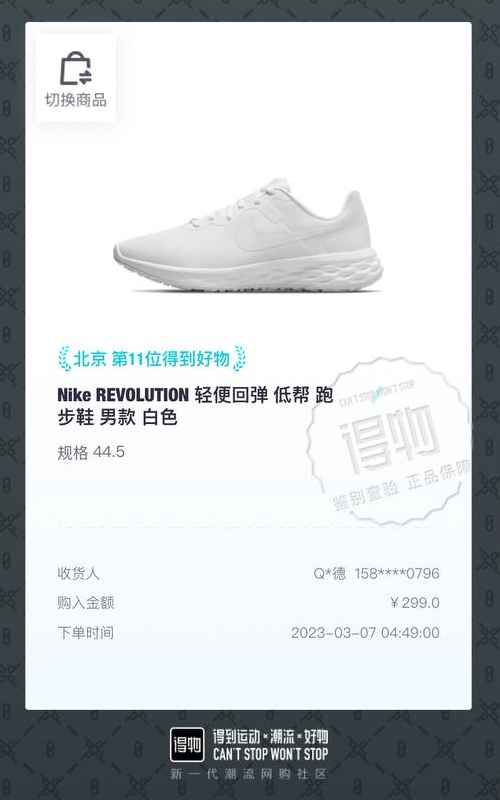 切换商品
北京 第11位得到好物
Nike REVOLUTION 轻便回弹 低帮 跑
步鞋 男款 白色
CAN'T STOP WON'T STOP
得物
鉴别查验 正品保障
规格 44.5
收货人 Q*德 158****0796
购入金额 ¥299.0
下单时间 2023-03-07 04:49:00
得物 得到运动×潮流×好物
CAN'T STOP WON'T STOP
新一代潮流网购社区